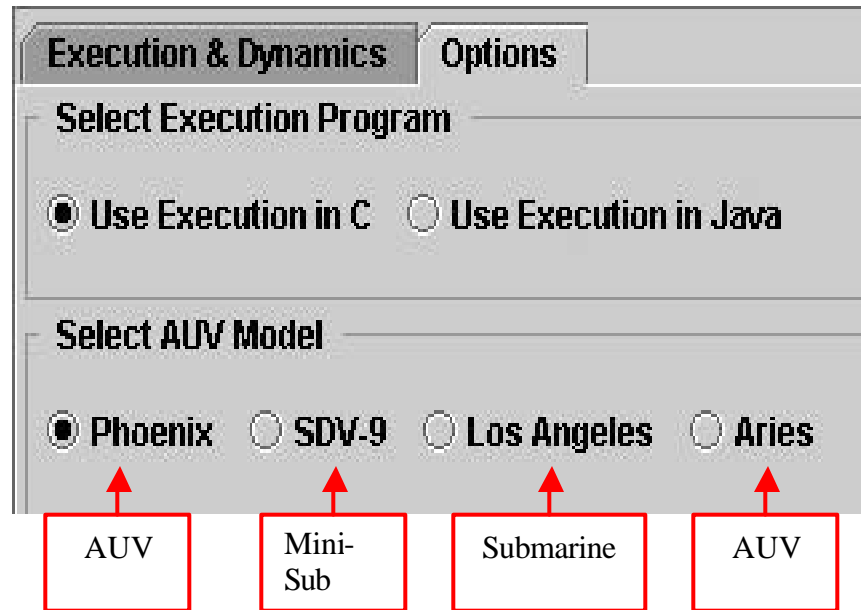 Execution & Dynamics Options
Select Execution Program
Use Execution in C Use Execution in Java
Select AUV Model
Phoenix SDV-9 Los Angeles Aries
AUV Mini-Sub Submarine AUV